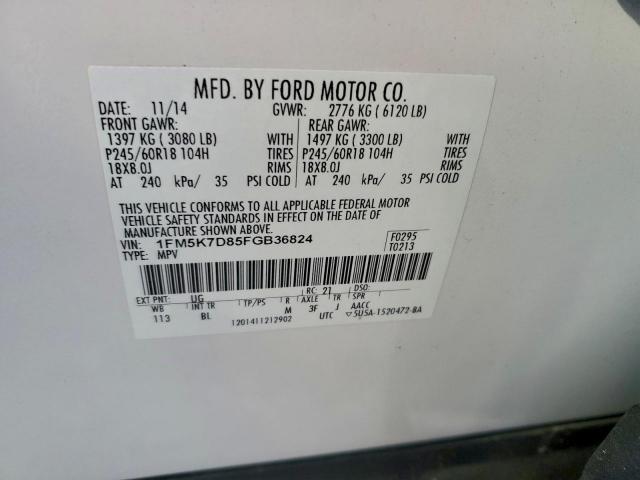 MFD. BY FORD MOTOR CO.
DATE: 11/14 GVWR: 2776 KG ( 6120 LB)
FRONT GAWR: REAR GAWR:
1397 KG ( 3080 LB) WITH 1497 KG ( 3300 LB) WITH
P245/60R18 104H TIRES P245/60R18 104H TIRES
18X8.0J RIMS 18X8.0J RIMS
AT 240 kPa/ 35 PSI COLD AT 240 kPa/ 35 PSI COLD
THIS VEHICLE CONFORMS TO ALL APPLICABLE FEDERAL MOTOR
VEHICLE SAFETY STANDARDS IN EFFECT ON THE DATE OF
MANUFACTURE SHOWN ABOVE.
VIN: 1FM5K7D85FGB36824 F0295
TYPE: MPV T0213
EXT PNT: UG RC: 21 DSO:
WB INT TR TP/PS R AXLE TR SPR
113 BL M 3F J AACC
1201411212902 UTC ▽5U5A-1520472-BA